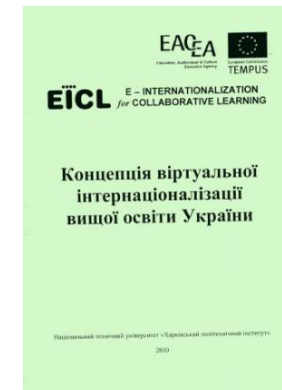 EACEA
Education, Audiovisual & Culture
Executive Agency
European Commission
TEMPUS
EÏCL
E – INTERNATIONALIZATION
for COLLABORATIVE LEARNING
Концепція віртуальної
інтернаціоналізації
вищої освіти України
Національний технічний університет «Харківський політехнічний інститут»
2010